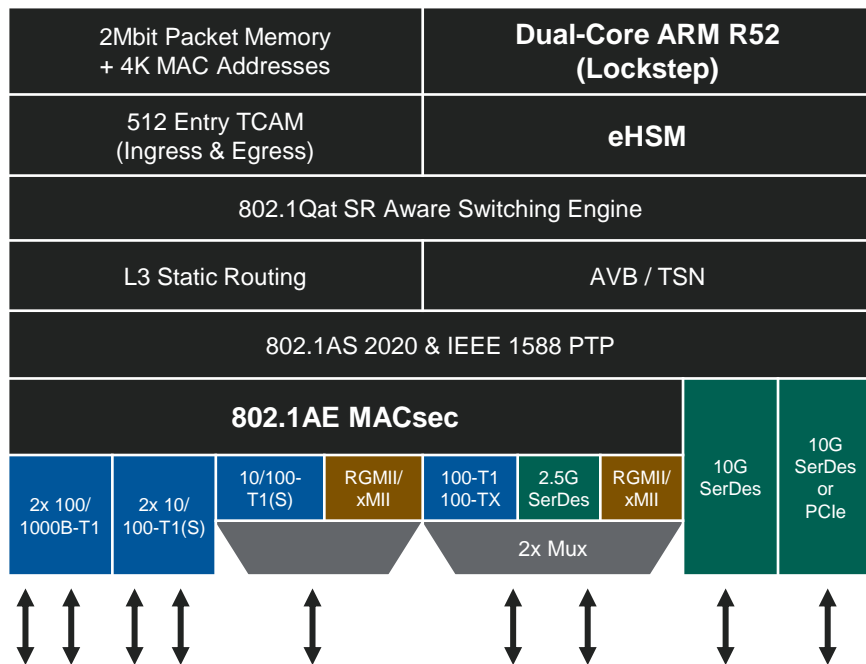 2Mbit Packet Memory
+ 4K MAC Addresses
Dual-Core ARM R52
(Lockstep)
512 Entry TCAM
(Ingress & Egress)
eHSM
802.1Qat SR Aware Switching Engine
L3 Static Routing
AVB / TSN
802.1AS 2020 & IEEE 1588 PTP
802.1AE MACsec
2x 100/
1000B-T1
2x 10/
100-T1(S)
10/100-
T1(S)
RGMII/
xMII
100-T1
100-TX
2.5G
SerDes
RGMII/
xMII
2x Mux
10G
SerDes
10G
SerDes
or
PCIe